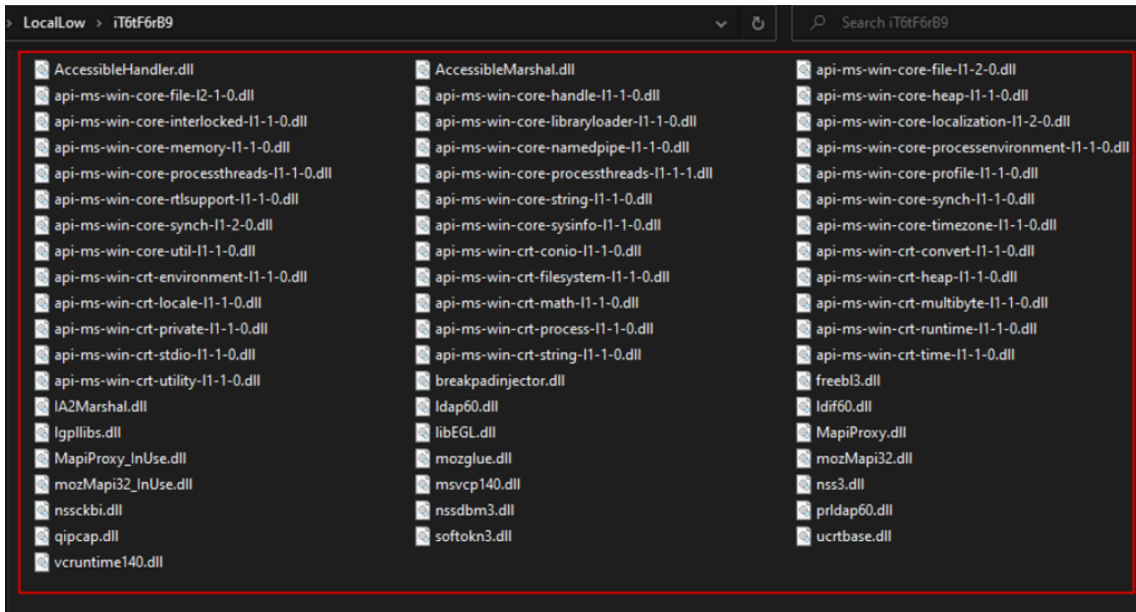 > LocalLow > iT6tF6rB9 Search iT6tF6rB9
AccessibleHandler.dll AccessibleMarshal.dll api-ms-win-core-file-l1-2-0.dll
api-ms-win-core-file-l2-1-0.dll api-ms-win-core-handle-l1-1-0.dll api-ms-win-core-heap-l1-1-0.dll
api-ms-win-core-interlocked-l1-1-0.dll api-ms-win-core-libraryloader-l1-1-0.dll api-ms-win-core-localization-l1-2-0.dll
api-ms-win-core-memory-l1-1-0.dll api-ms-win-core-namedpipe-l1-1-0.dll api-ms-win-core-processenvironment-l1-1-0.dll
api-ms-win-core-processthreads-l1-1-0.dll api-ms-win-core-processthreads-l1-1-1.dll api-ms-win-core-profile-l1-1-0.dll
api-ms-win-core-rtlsupport-l1-1-0.dll api-ms-win-core-string-l1-1-0.dll api-ms-win-core-synch-l1-1-0.dll
api-ms-win-core-synch-l1-2-0.dll api-ms-win-core-sysinfo-l1-1-0.dll api-ms-win-core-timezone-l1-1-0.dll
api-ms-win-core-util-l1-1-0.dll api-ms-win-crt-conio-l1-1-0.dll api-ms-win-crt-convert-l1-1-0.dll
api-ms-win-crt-environment-l1-1-0.dll api-ms-win-crt-filesystem-l1-1-0.dll api-ms-win-crt-heap-l1-1-0.dll
api-ms-win-crt-locale-l1-1-0.dll api-ms-win-crt-math-l1-1-0.dll api-ms-win-crt-multibyte-l1-1-0.dll
api-ms-win-crt-private-l1-1-0.dll api-ms-win-crt-process-l1-1-0.dll api-ms-win-crt-runtime-l1-1-0.dll
api-ms-win-crt-stdio-l1-1-0.dll api-ms-win-crt-string-l1-1-0.dll api-ms-win-crt-time-l1-1-0.dll
api-ms-win-crt-utility-l1-1-0.dll breakpadinjector.dll freebl3.dll
IA2Marshal.dll ldap60.dll ldif60.dll
lgpllibs.dll libEGL.dll MapiProxy.dll
MapiProxy_InUse.dll mozglue.dll mozMapi32.dll
mozMapi32_InUse.dll msvcp140.dll nss3.dll
nssckbi.dll nssdbm3.dll prldap60.dll
qipcap.dll softokn3.dll ucrtbase.dll
vcruntime140.dll